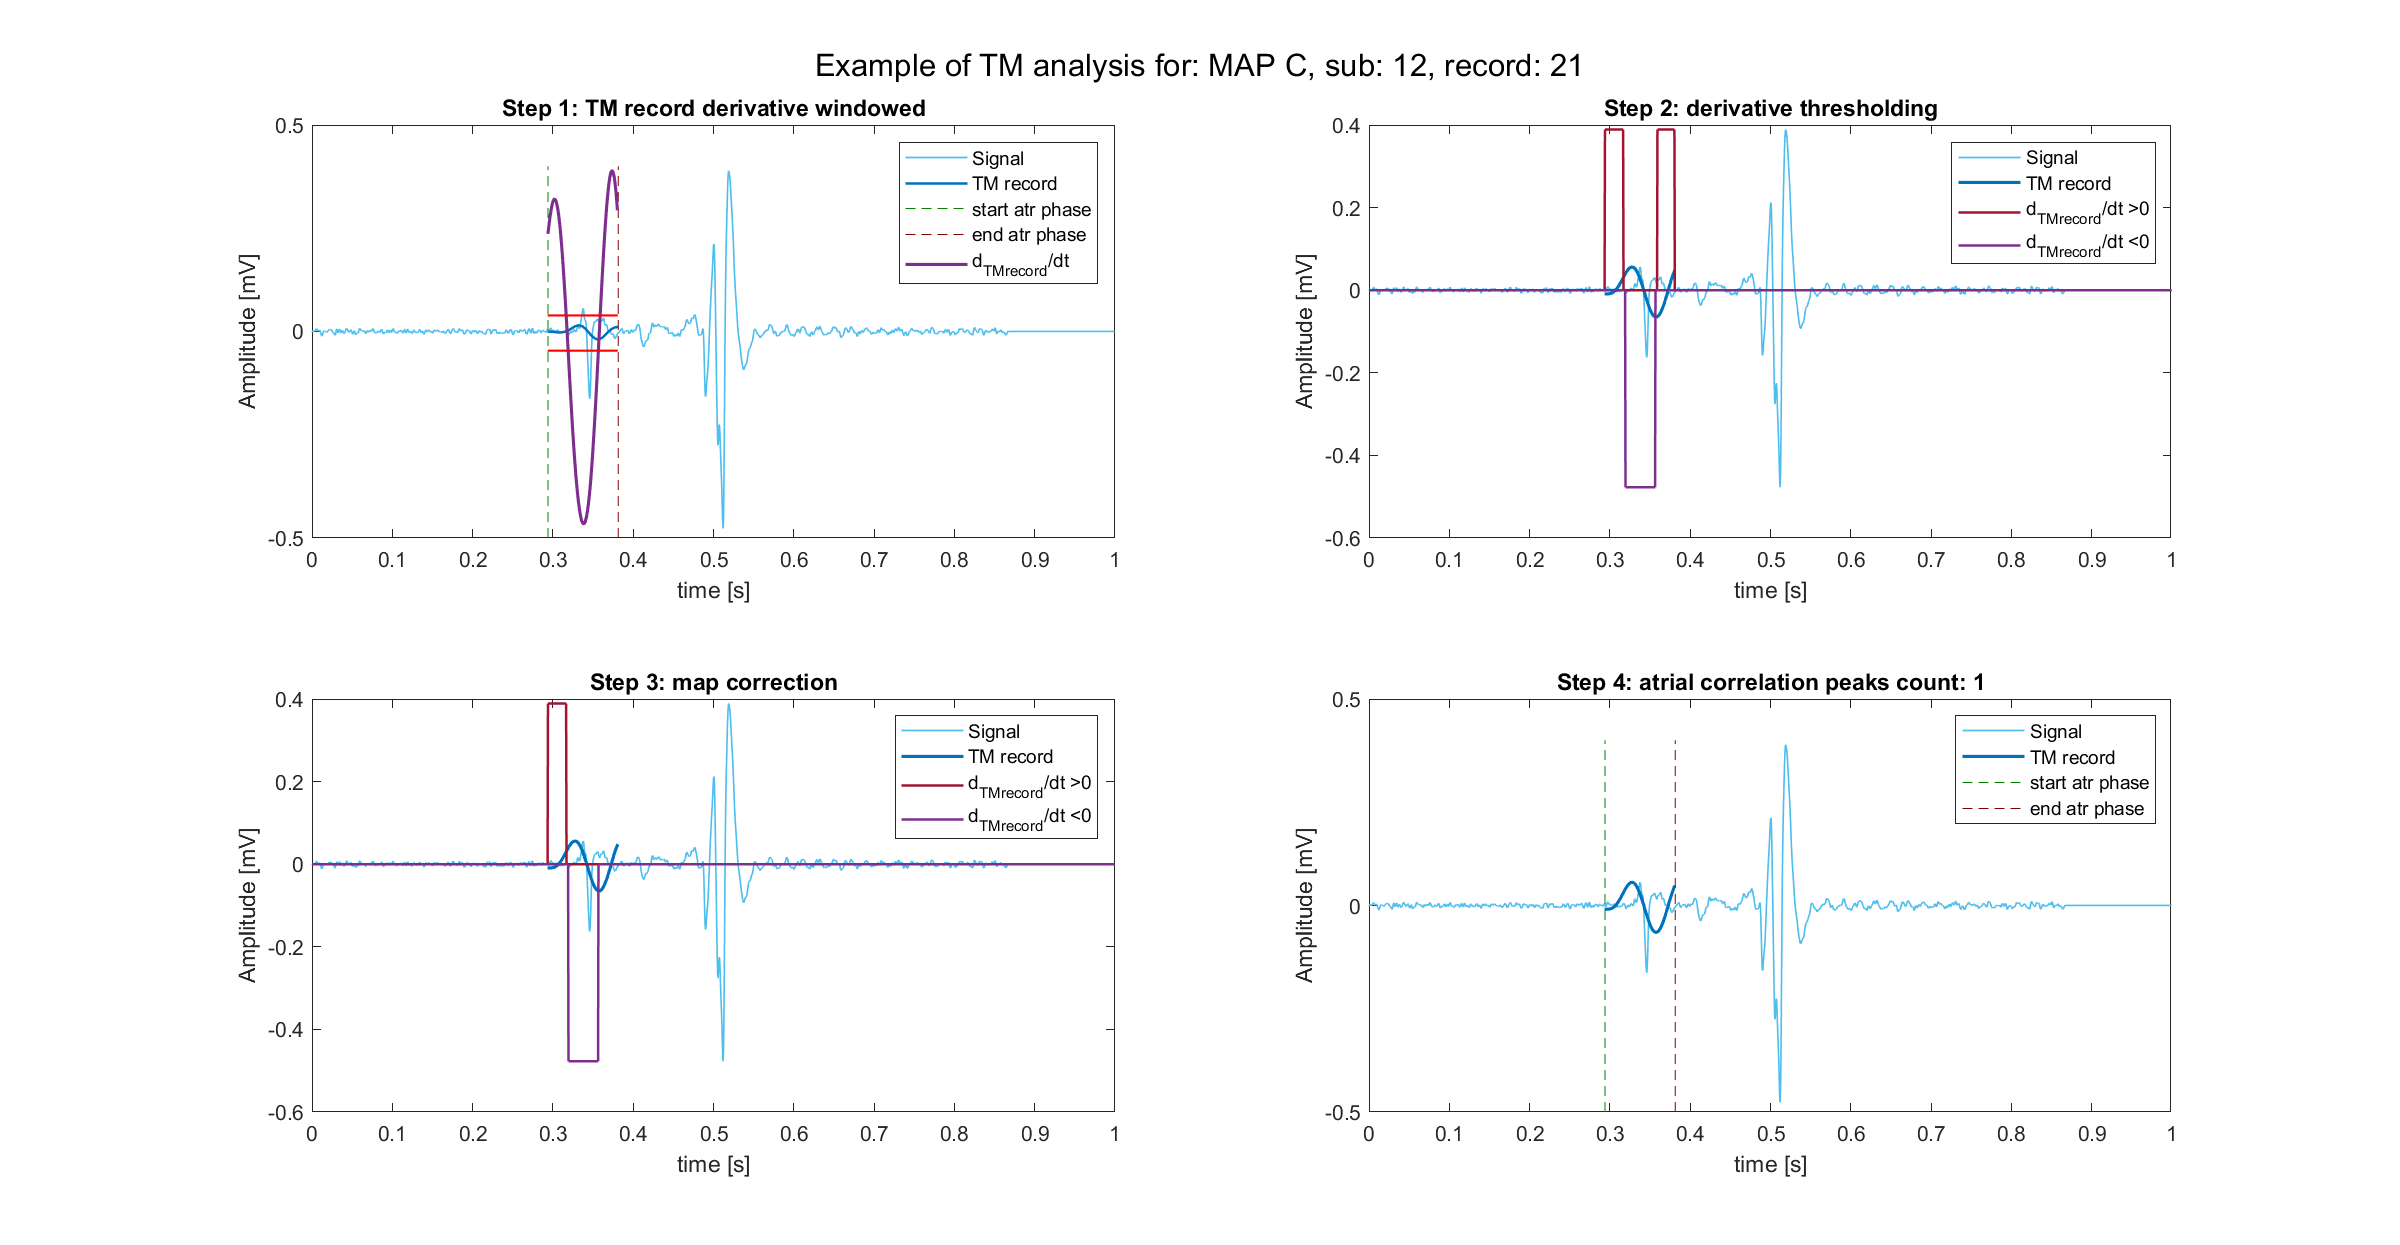 Example of TM analysis for: MAP C, sub: 12, record: 21
Step 1: TM record derivative windowed
0.5
0
-0.5
Amplitude [mV]
0 0.1 0.2 0.3 0.4 0.5 0.6 0.7 0.8 0.9 1
time [s]
Signal
TM record
start atr phase
end atr phase
dTMrecord/dt
Step 2: derivative thresholding
0.4
0.2
0
-0.2
-0.4
-0.6
Amplitude [mV]
0 0.1 0.2 0.3 0.4 0.5 0.6 0.7 0.8 0.9 1
time [s]
Signal
TM record
dTMrecord/dt >0
dTMrecord/dt <0
Step 3: map correction
0.4
0.2
0
-0.2
-0.4
-0.6
Amplitude [mV]
0 0.1 0.2 0.3 0.4 0.5 0.6 0.7 0.8 0.9 1
time [s]
Signal
TM record
dTMrecord/dt >0
dTMrecord/dt <0
Step 4: atrial correlation peaks count: 1
0.5
0
-0.5
Amplitude [mV]
0 0.1 0.2 0.3 0.4 0.5 0.6 0.7 0.8 0.9 1
time [s]
Signal
TM record
start atr phase
end atr phase